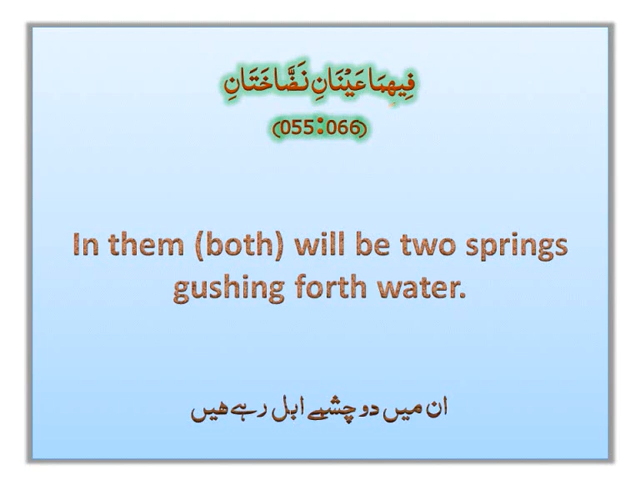 فِيهِمَا عَيْنَانِ نَضَّاخَتَانِ
(055:066)
In them (both) will be two springs
gushing forth water.
ان میں دو چشمے ابل رہے ہیں